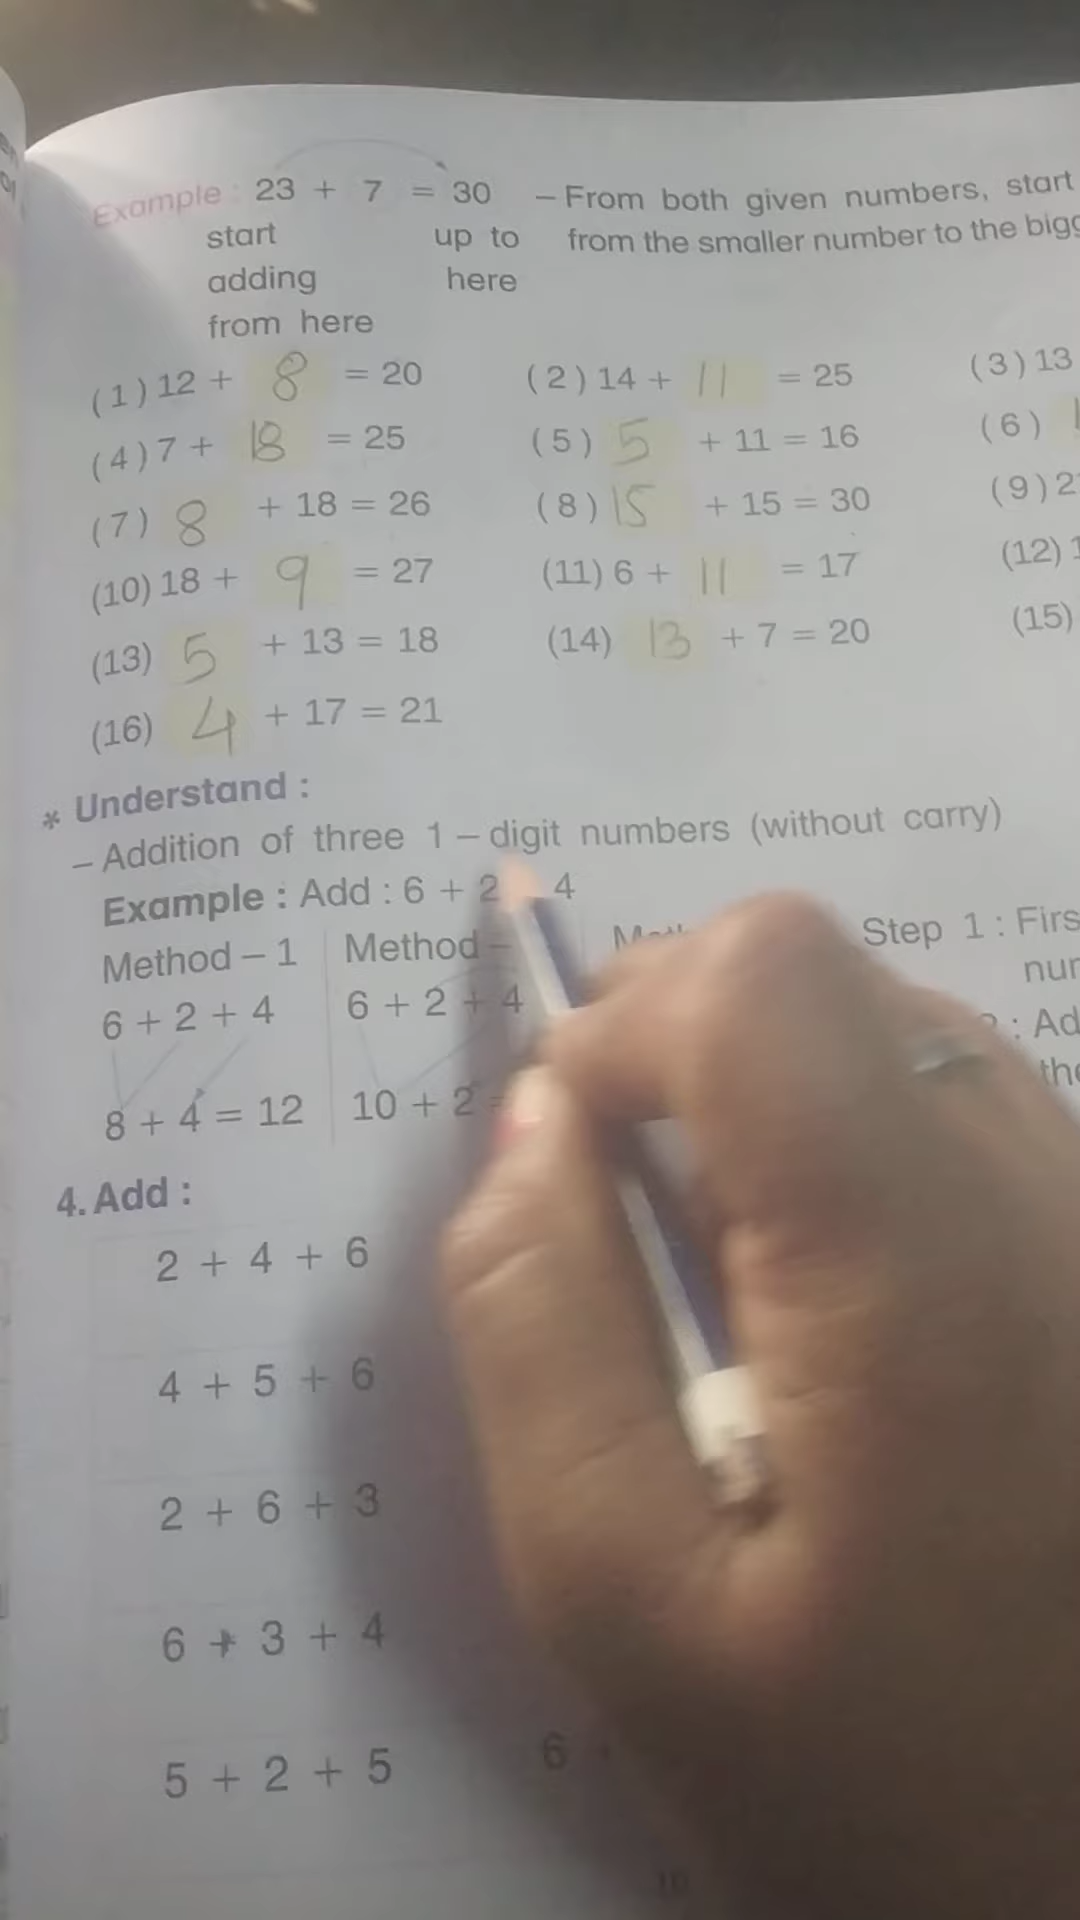 Example : 23 + 7 = 30 – From both given numbers, start
start up to from the smaller number to the bigg
adding here
from here
(1) 12 + 8 = 20 (2) 14 + 11 = 25 (3) 13
(4) 7 + 18 = 25 (5) 5 + 11 = 16 (6)
(7) 8 + 18 = 26 (8) 15 + 15 = 30 (9) 2
(10) 18 + 9 = 27 (11) 6 + 11 = 17 (12) 1
(13) 5 + 13 = 18 (14) 13 + 7 = 20 (15)
(16) 4 + 17 = 21
* Understand :
– Addition of three 1 – digit numbers (without carry)
Example : Add : 6 + 2 4
Method – 1 Method – Step 1 : Firs
nur
6 + 2 + 4 6 + 2 + 4 : Ad
the
8 + 4 = 12 10 + 2 =
4. Add :
2 + 4 + 6
4 + 5 + 6
2 + 6 + 3
6 + 3 + 4
5 + 2 + 5 6